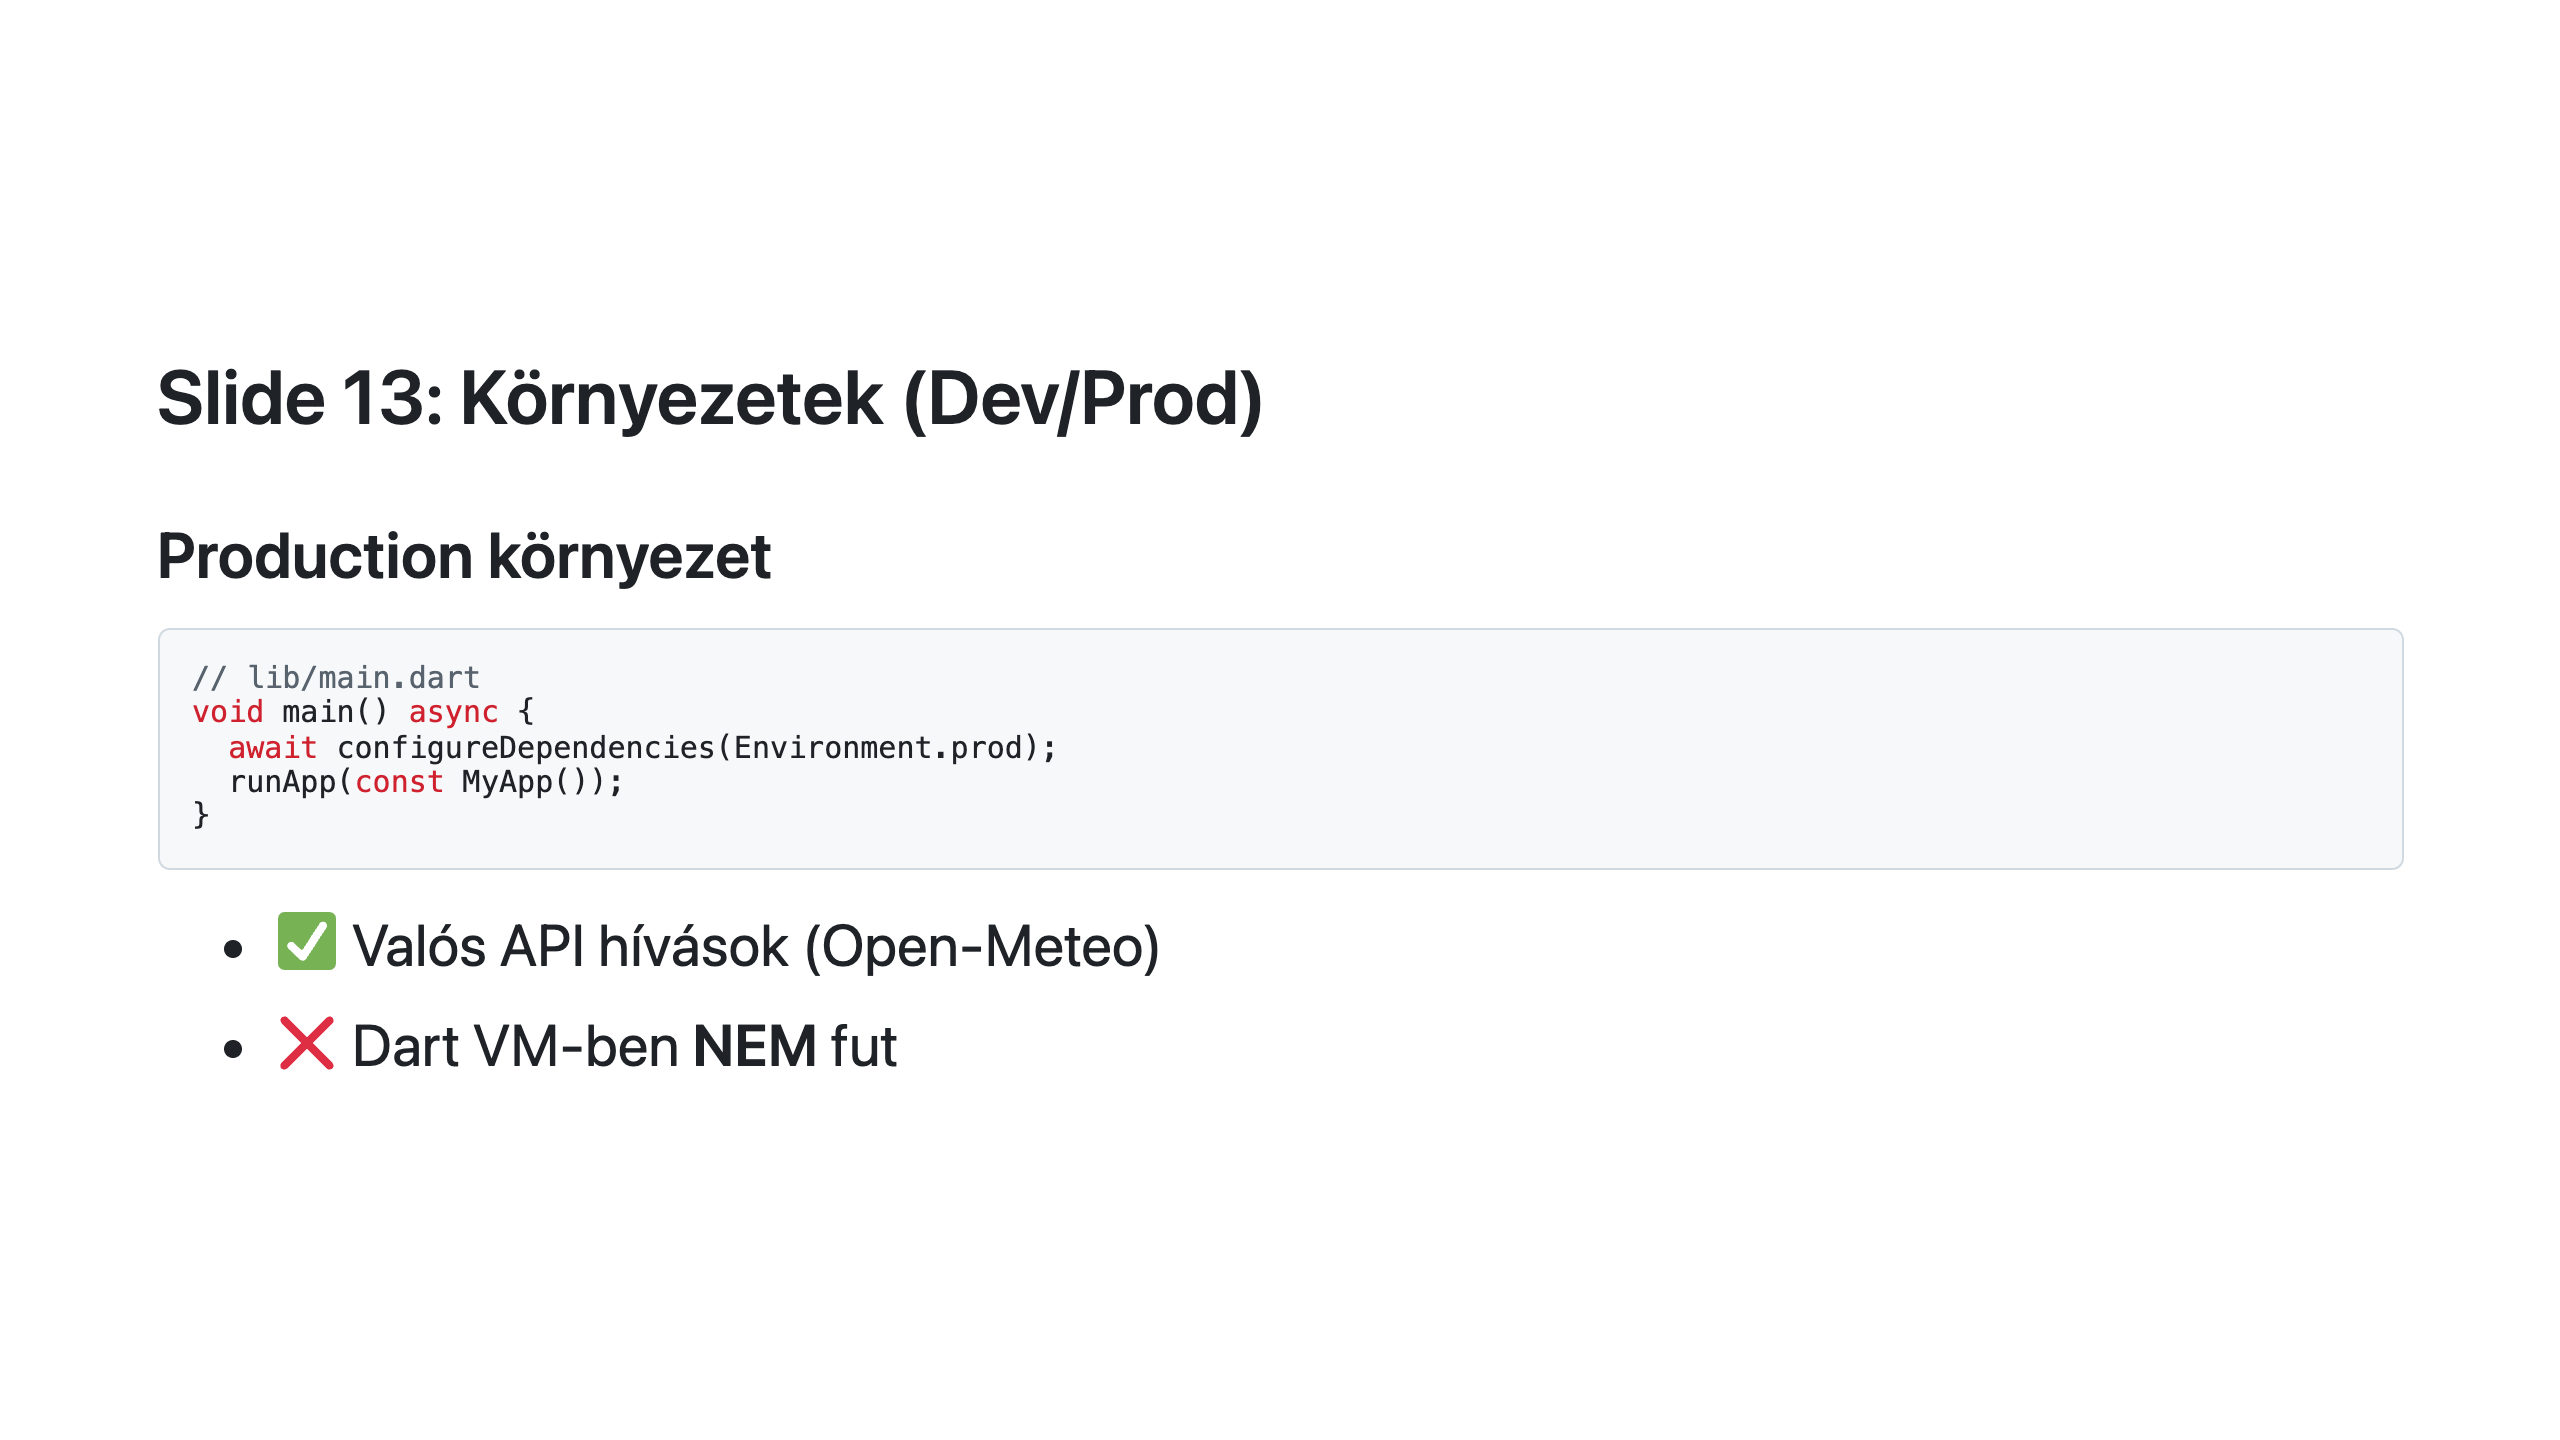 Slide 13: Környezetek (Dev/Prod)
Production környezet
// lib/main.dart
void main() async {
  await configureDependencies(Environment.prod);
  runApp(const MyApp());
}
• ✅ Valós API hívások (Open-Meteo)
• ❌ Dart VM-ben NEM fut